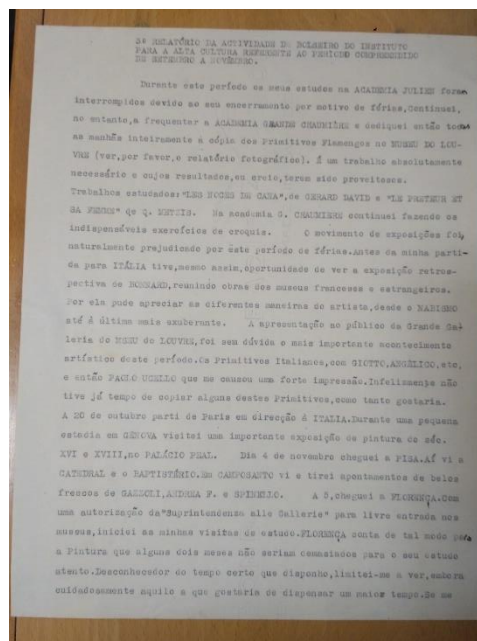 3º RELATÓRIO DA ACTIVIDADE DO BOLSEIRO DO INSTITUTO
PARA A ALTA CULTURA REFERENTE AO PERÍODO COMPREENDIDO
DE SETEMBRO A NOVEMBRO.
Durante este período os meus estudos na ACADEMIA JULIEN foram
interrompidos devido ao seu encerramento por motivo de férias.Continuei,
no entanto,a frequentar a ACADEMIA GRANDE CHAUMIÈRE e dediquei então todas
as manhãs inteiramente à cópia dos Primitivos Flamengos no MUSEU DO LOU-
VRE (ver,por favor,o relatório fotográfico). É um trabalho absolutamente
necessário e cujos resultados,eu creio,teram sido proveitosos.
Trabalhos estudados:"LES NOCES DE CANA",de GERARD DAVID e "LE PRETEUR ET
SA FEMME" de Q. METSIS. Na academia G. CHAUMIÈRE continuei fazendo os
indispensáveis exercícios de croquis. O movimento de exposições foi,
naturalmente prejudicado por êste período de férias.Antes da minha parti-
da para ITÁLIA tive,mesmo assim,oportunidade de ver a exposição retros-
pectiva de BONNARD,reunindo obras dos museus franceses e estrangeiros.
Por ela pude apreciar as diferentes maneiras do artista,desde o NABISMO
até à última mais exuberante. A apresentação ao público da Grande Ga-
leria do MUSEU do LOUVRE,foi sem dúvida o mais importante acontecimento
artístico deste período.Os Primitivos Italianos,com GIOTTO,ANGÉLICO,etc,
e então PAOLO UCELLO que me causou uma forte impressão.Infelizmente não
tive já tempo de copiar alguns destes Primitivos,como tanto gostaria.
A 20 de outubro parti de Paris em direcção à ITALIA.Durante uma pequena
estadia em GÉNOVA visitei uma importante exposição de pintura do séc.
XVI e XVIII,no PALÁCIO REAL. Dia 4 de novembro cheguei a PISA.Aí vi a
CATEDRAL e o BAPTISTÉRIO.Em CAMPOSANTO vi e tirei apontamentos de belos
frescos de GAZZOLI,ANDREA F. e SPINELLO. A 5,cheguei a FLORENÇA.Com
uma autorização da"Suprintendensa alle Gallerie" para livre entrada nos
museus,iniciei as minhas visitas de estudo.FLORENÇA conta de tal modo para
a Pintura que alguns dois meses não seriam demasiados para o seu estudo
atento.Desconhecedor do tempo certo que disponho,limitei-me a ver,embora
cuidadosamente aquilo a que gostaria de dispensar um maior tempo.Se me